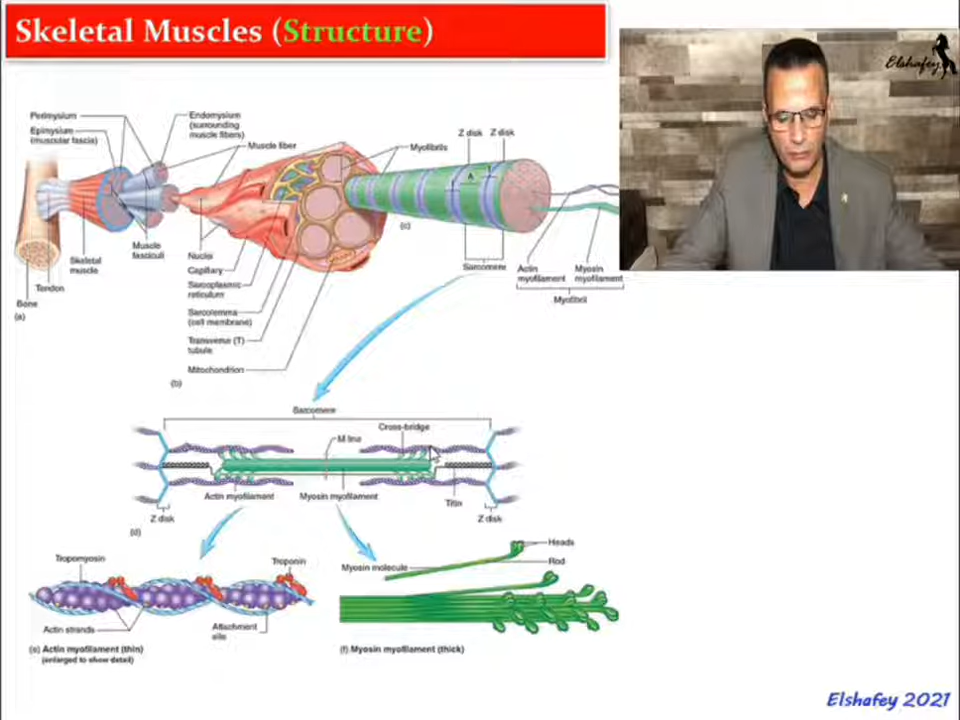 Skeletal Muscles (Structure)
Elshafey
Perimysium
Epimysium
(muscular fascia)
Endomysium
(surrounding
muscle fibers)
Muscle fiber
Myofibrils
Z disk
Z disk
A
(c)
Nuclei
Capillary
Sarcoplasmic
reticulum
Sarcolemma
(cell membrane)
Transverse (T)
tubule
Mitochondrion
(b)
Muscle
fasciculi
Skeletal
muscle
Tendon
Bone
(a)
Sarcomere
Actin
myofilament
Myosin
myofilament
Myofibril
Sarcomere
Cross-bridge
M line
Actin myofilament
Myosin myofilament
Titin
Z disk
Z disk
(d)
Tropomyosin
Troponin
Actin strands
Attachment
site
(e) Actin myofilament (thin)
(enlarged to show detail)
Myosin molecule
Heads
Rod
(f) Myosin myofilament (thick)
Elshafey 2021